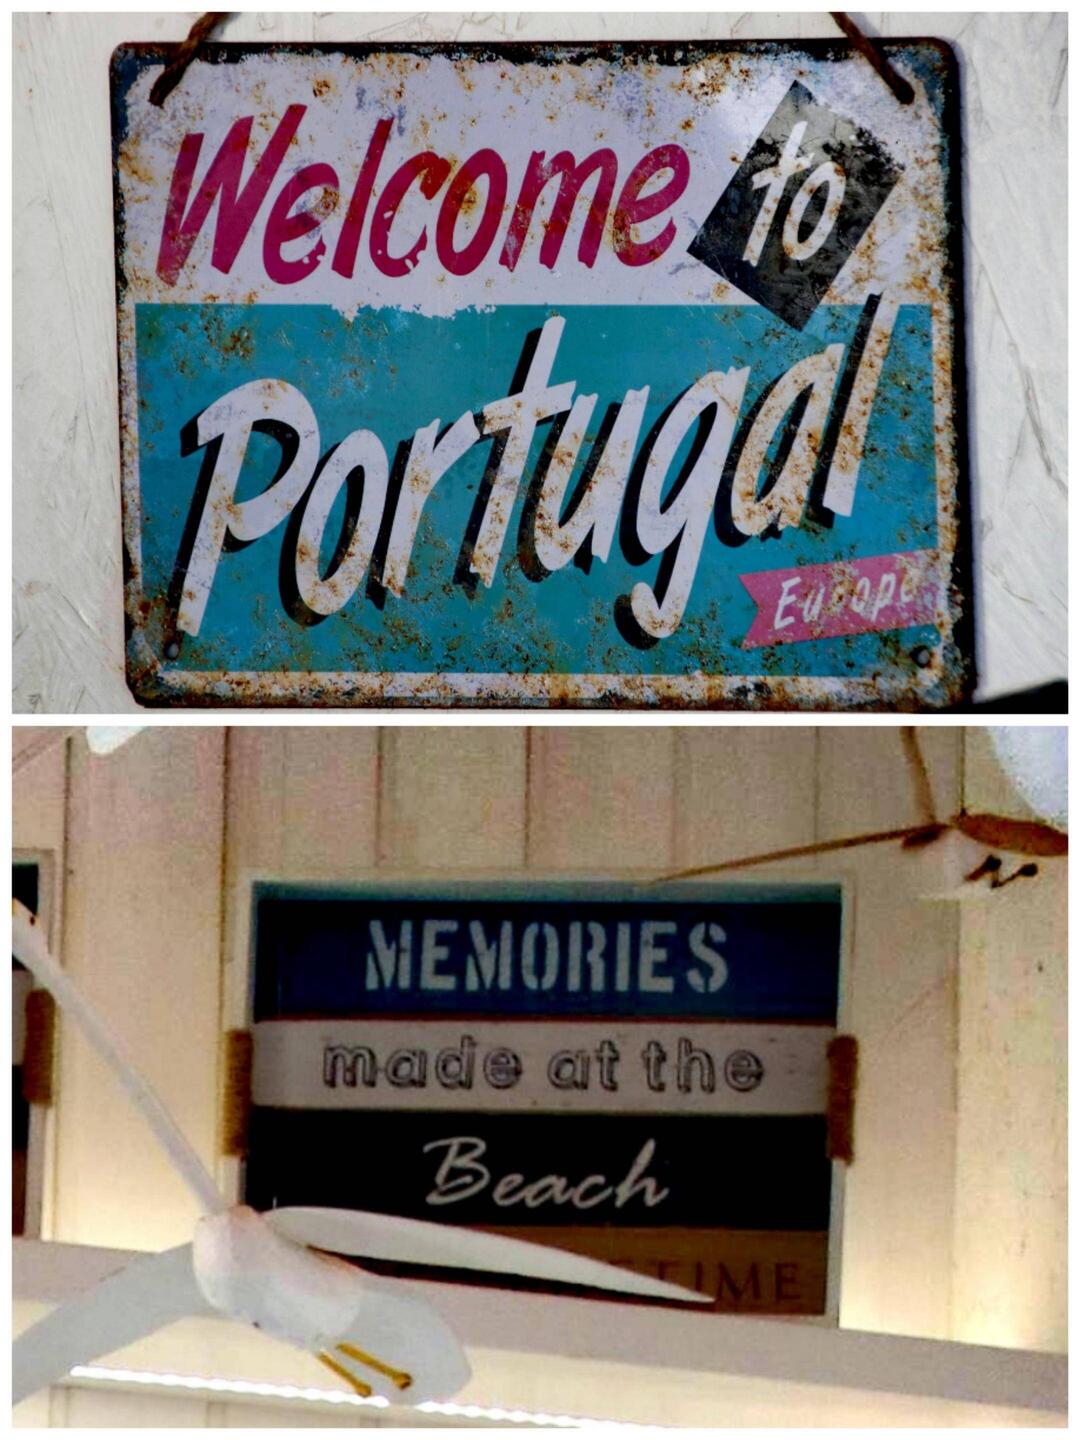 Welcome to
Portugal
Europe
MEMORIES
made at the
Beach